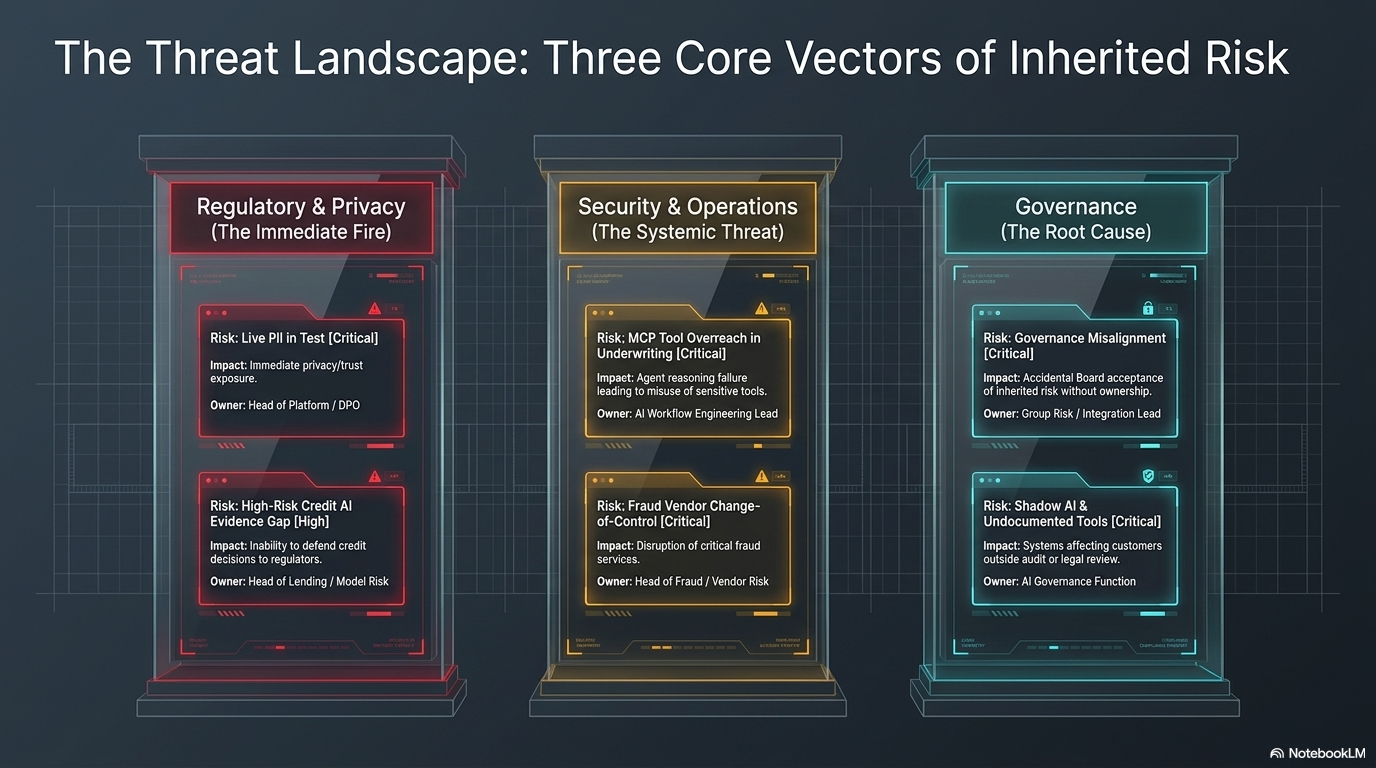 The Threat Landscape: Three Core Vectors of Inherited Risk
Regulatory & Privacy
(The Immediate Fire)
Risk: Live PII in Test [Critical]
Impact: Immediate privacy/trust
exposure.
Owner: Head of Platform / DPO
Risk: High-Risk Credit AI
Evidence Gap [High]
Impact: Inability to defend credit
decisions to regulators.
Owner: Head of Lending / Model Risk
Security & Operations
(The Systemic Threat)
Risk: MCP Tool Overreach in
Underwriting [Critical]
Impact: Agent reasoning failure
leading to misuse of sensitive tools.
Owner: AI Workflow Engineering Lead
Risk: Fraud Vendor Change-
of-Control [Critical]
Impact: Disruption of critical fraud
services.
Owner: Head of Fraud / Vendor Risk
Governance
(The Root Cause)
Risk: Governance Misalignment
[Critical]
Impact: Accidental Board acceptance
of inherited risk without ownership.
Owner: Group Risk / Integration Lead
Risk: Shadow AI &
Undocumented Tools [Critical]
Impact: Systems affecting customers
outside audit or legal review.
Owner: AI Governance Function
NotebookLM